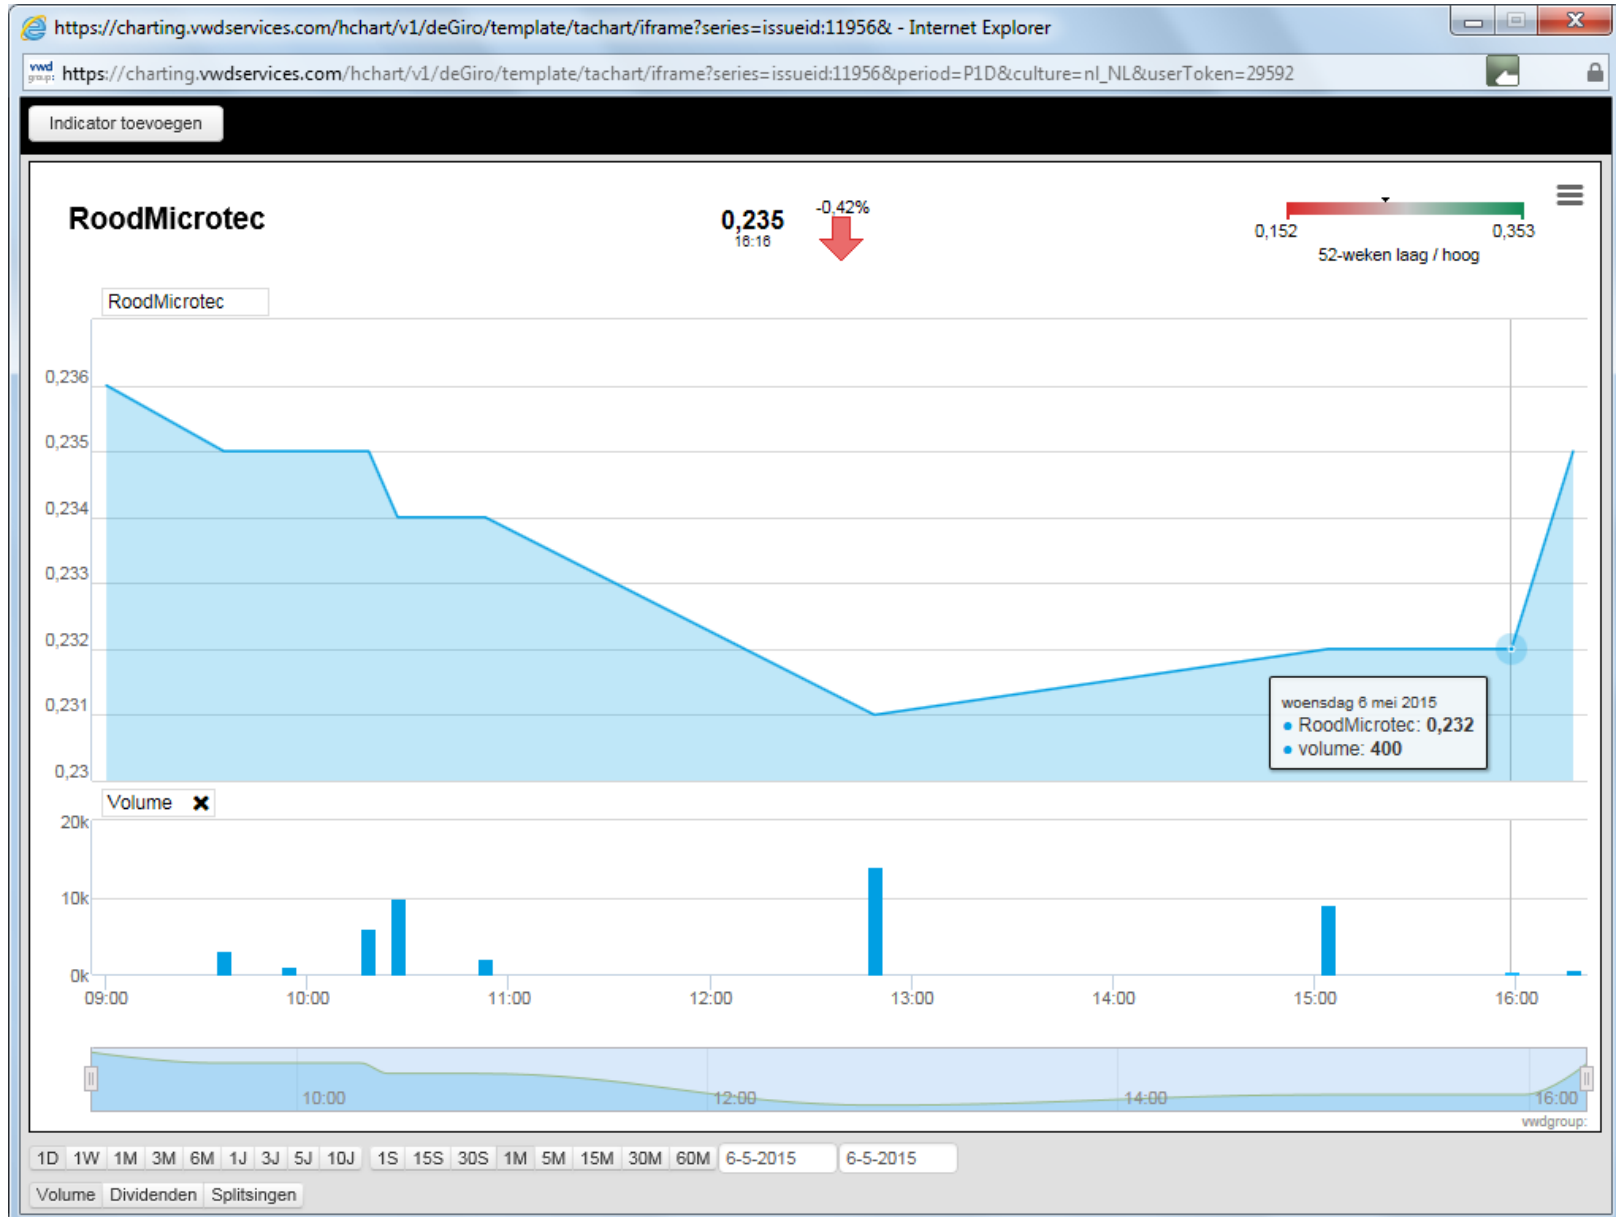 https://charting.vwdservices.com/hchart/v1/deGiro/template/tachart/iframe?series=issueid:11956& - Internet Explorer
vwd group: https://charting.vwdservices.com/hchart/v1/deGiro/template/tachart/iframe?series=issueid:11956&period=P1D&culture=nl_NL&userToken=29592
Indicator toevoegen
RoodMicrotec
0,235
16:16
-0,42%
0,152
0,353
52-weken laag / hoog
RoodMicrotec
0,236
0,235
0,234
0,233
0,232
0,231
0,23
woensdag 6 mei 2015
• RoodMicrotec: 0,232
• volume: 400
Volume
20k
10k
0k
09:00 10:00 11:00 12:00 13:00 14:00 15:00 16:00
10:00 12:00 14:00 16:00
vwdgroup:
1D 1W 1M 3M 6M 1J 3J 5J 10J 1S 15S 30S 1M 5M 15M 30M 60M 6-5-2015 6-5-2015
Volume Dividenden Splitsingen